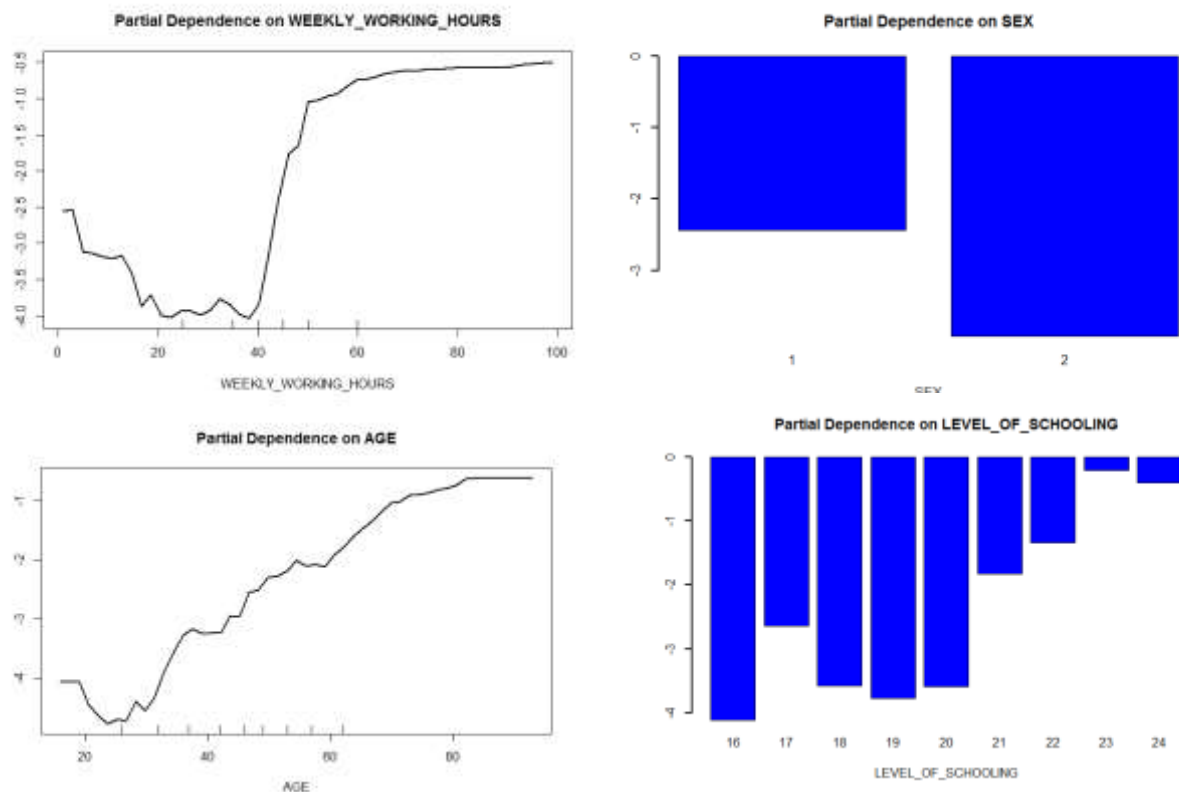 Partial Dependence on WEEKLY_WORKING_HOURS
-0.5
-1.0
-1.5
-2.0
-2.5
-3.0
-3.5
-4.0
0 20 40 60 80 100
WEEKLY_WORKING_HOURS
Partial Dependence on SEX
0
-1
-2
-3
1 2
SEX
Partial Dependence on AGE
-1
-2
-3
-4
20 40 60 80
AGE
Partial Dependence on LEVEL_OF_SCHOOLING
0
-1
-2
-3
-4
16 17 18 19 20 21 22 23 24
LEVEL_OF_SCHOOLING